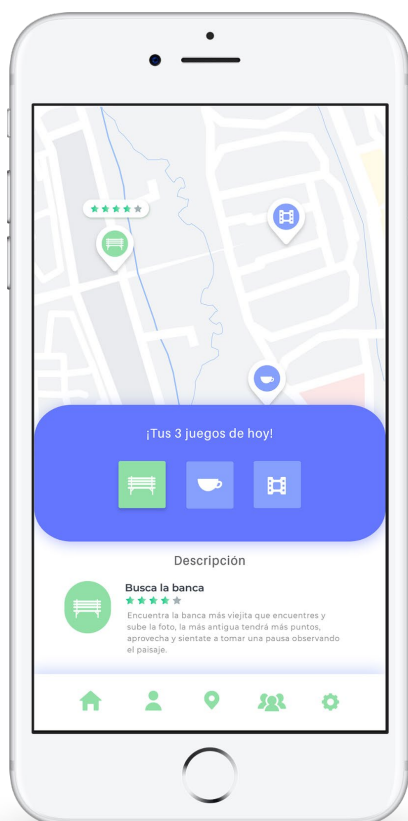 ¡Tus 3 juegos de hoy!
Descripción
Busca la banca
Encuentra la banca más viejita que encuentres y
sube la foto, la más antigua tendrá más puntos,
aprovecha y sientate a tomar una pausa observando
el paisaje.